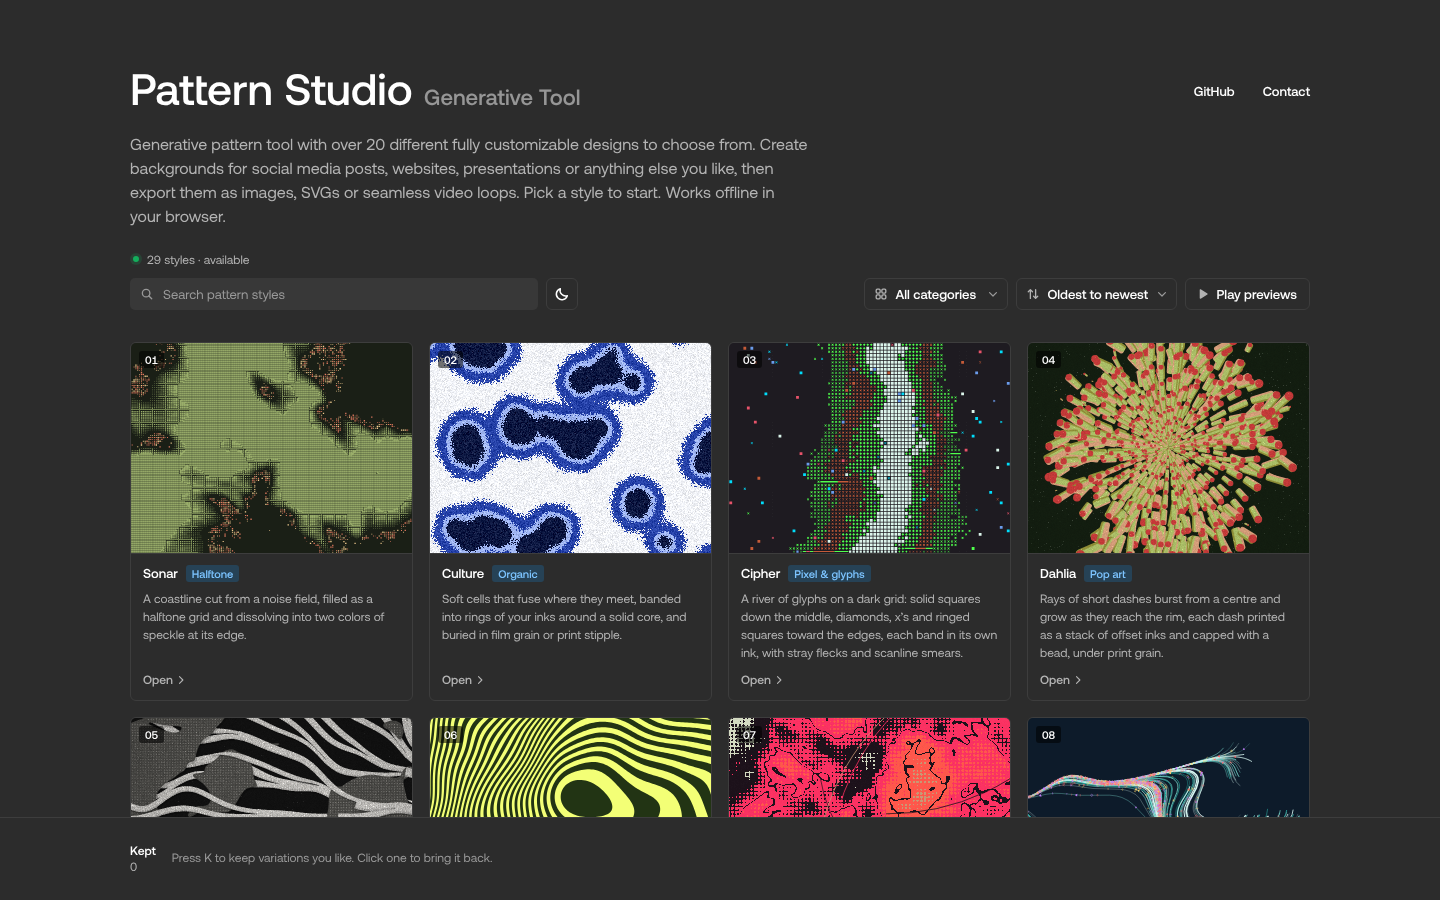 Pattern Studio Generative Tool
GitHub Contact
Generative pattern tool with over 20 different fully customizable designs to choose from. Create
backgrounds for social media posts, websites, presentations or anything else you like, then
export them as images, SVGs or seamless video loops. Pick a style to start. Works offline in
your browser.
29 styles · available
Search pattern styles
All categories
Oldest to newest
Play previews
01
02
03
04
Sonar Halftone
A coastline cut from a noise field, filled as a
halftone grid and dissolving into two colors of
speckle at its edge.
Open
Culture Organic
Soft cells that fuse where they meet, banded
into rings of your inks around a solid core, and
buried in film grain or print stipple.
Open
Cipher Pixel & glyphs
A river of glyphs on a dark grid: solid squares
down the middle, diamonds, x's and ringed
squares toward the edges, each band in its own
ink, with stray flecks and scanline smears.
Open
Dahlia Pop art
Rays of short dashes burst from a centre and
grow as they reach the rim, each dash printed
as a stack of offset inks and capped with a
bead, under print grain.
Open
05
06
07
08
Kept
0
Press K to keep variations you like. Click one to bring it back.